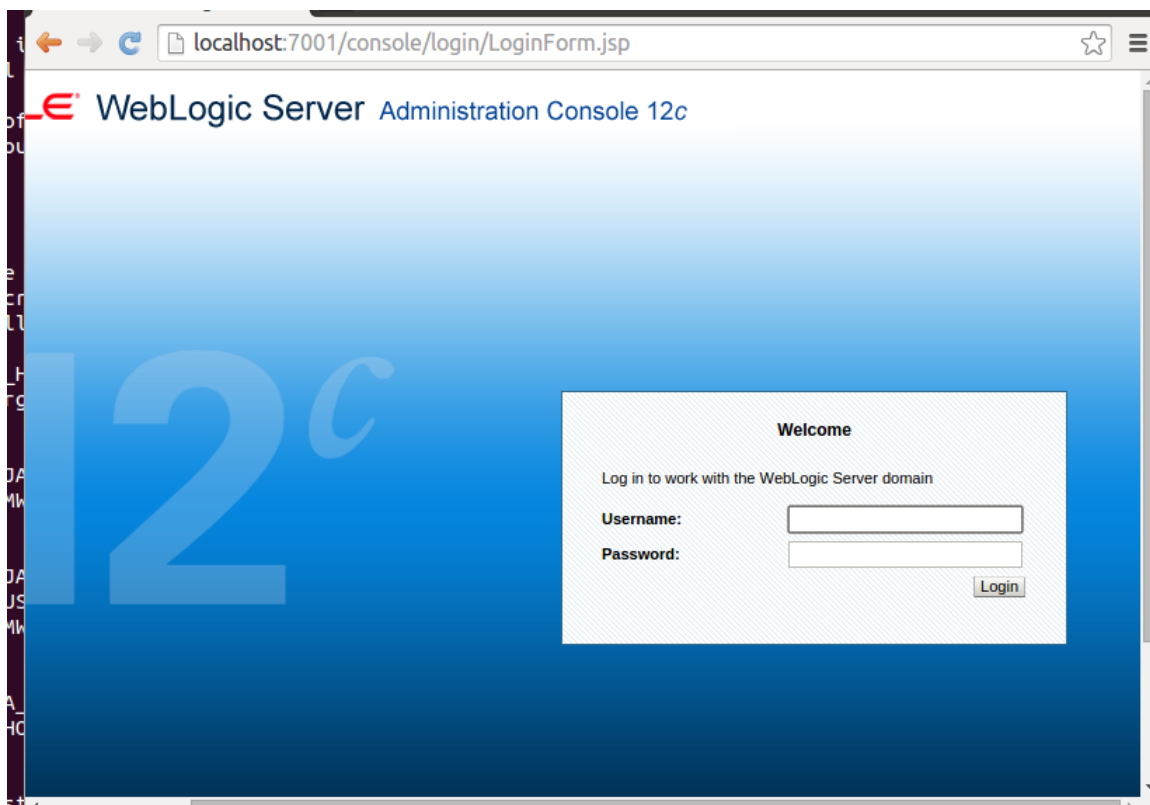 localhost:7001/console/login/LoginForm.jsp
WebLogic Server Administration Console 12c
12c
Welcome
Log in to work with the WebLogic Server domain
Username:
Password:
Login